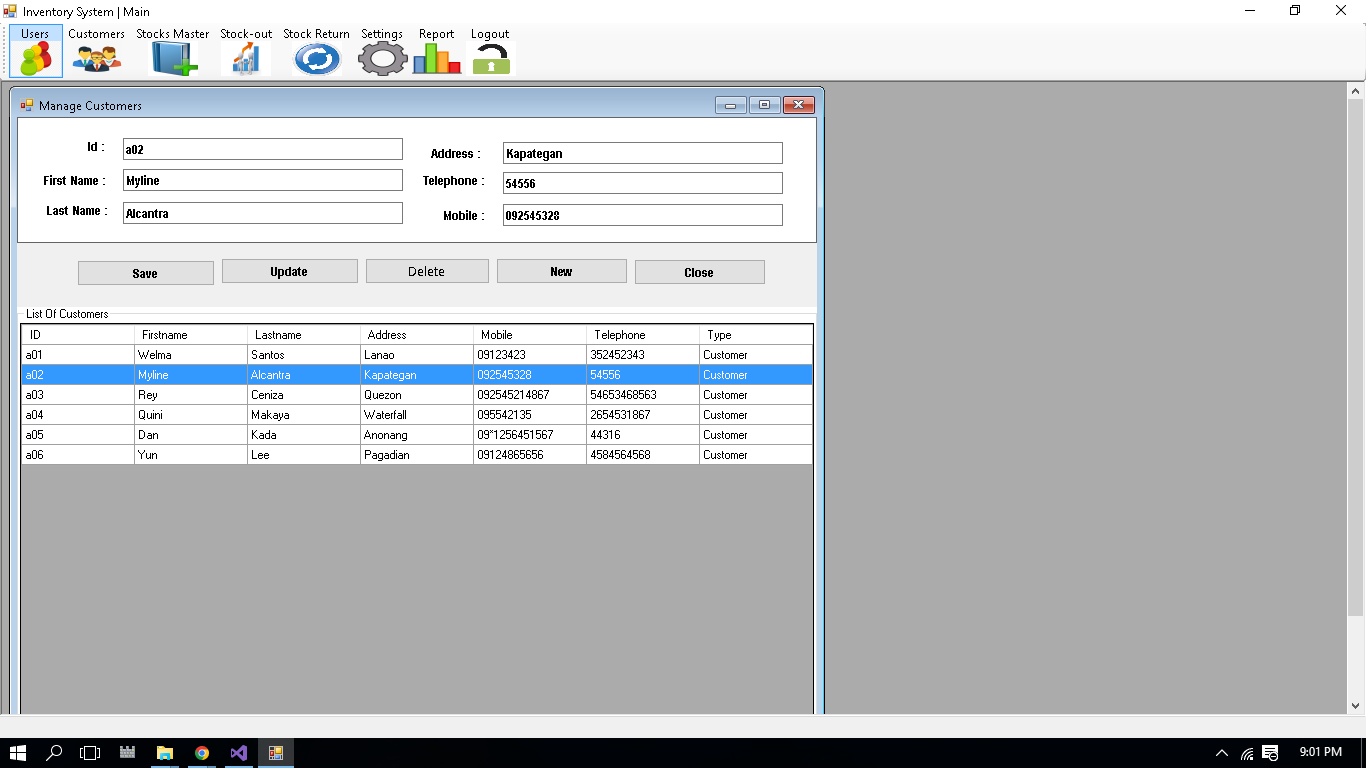 Inventory System | Main
Users Customers Stocks Master Stock-out Stock Return Settings Report Logout
Manage Customers
Id : a02
Address : Kapategan
First Name : Myline
Telephone : 54556
Last Name : Alcantra
Mobile : 092545328
Save Update Delete New Close
List Of Customers
ID Firstname Lastname Address Mobile Telephone Type
a01 Welma Santos Lanao 09123423 352452343 Customer
a02 Myline Alcantra Kapategan 092545328 54556 Customer
a03 Rey Ceniza Quezon 092545214867 54653468563 Customer
a04 Quini Makaya Waterfall 095542135 2654531867 Customer
a05 Dan Kada Anonang 09*1256451567 44316 Customer
a06 Yun Lee Pagadian 09124865656 4584564568 Customer
9:01 PM